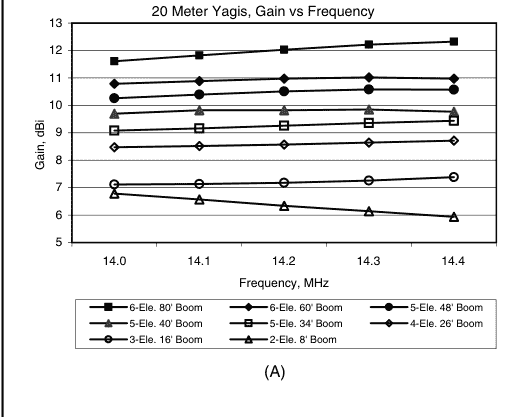 20 Meter Yagis, Gain vs Frequency
13
12
11
10
9
8
7
6
5
Gain, dBi
14.0 14.1 14.2 14.3 14.4
Frequency, MHz
6-Ele. 80' Boom 6-Ele. 60' Boom 5-Ele. 48' Boom
5-Ele. 40' Boom 5-Ele. 34' Boom 4-Ele. 26' Boom
3-Ele. 16' Boom 2-Ele. 8' Boom
(A)